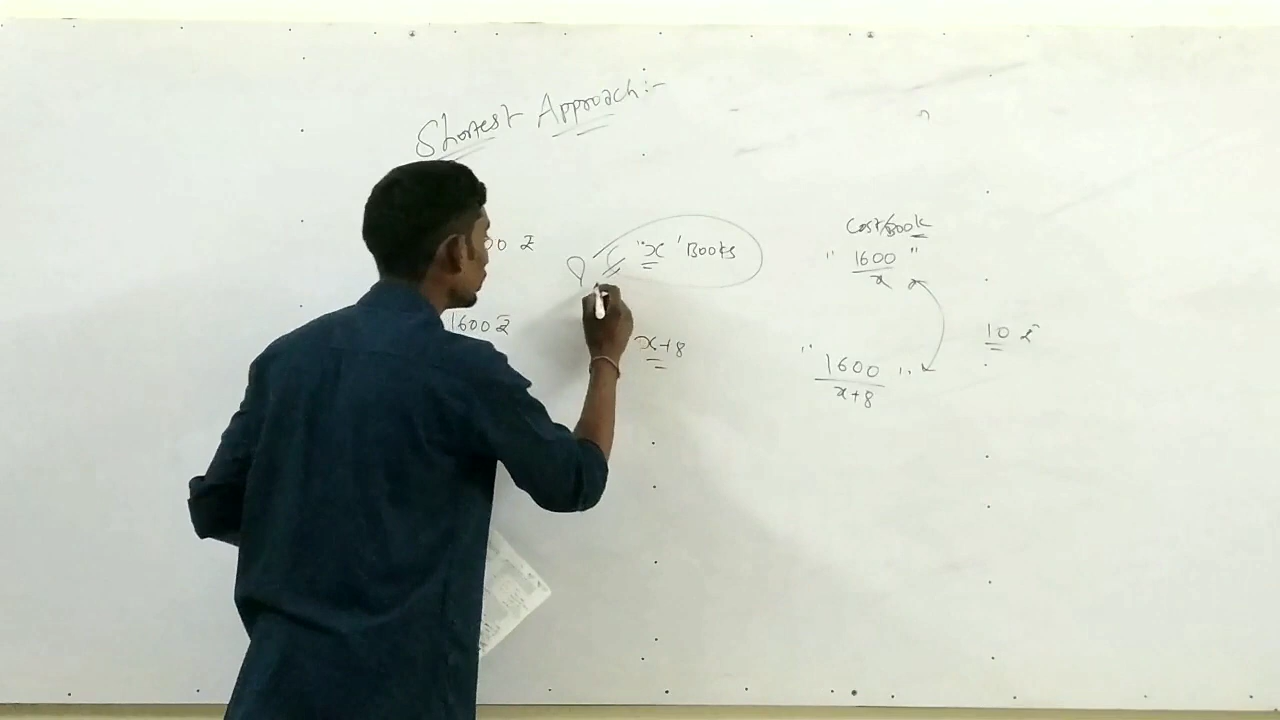 Shortest Approach:-
Cost/Book
00 ₹ "x" Books "1600/x"
1600 ₹ x+8 "1600/x+8" 10 ₹